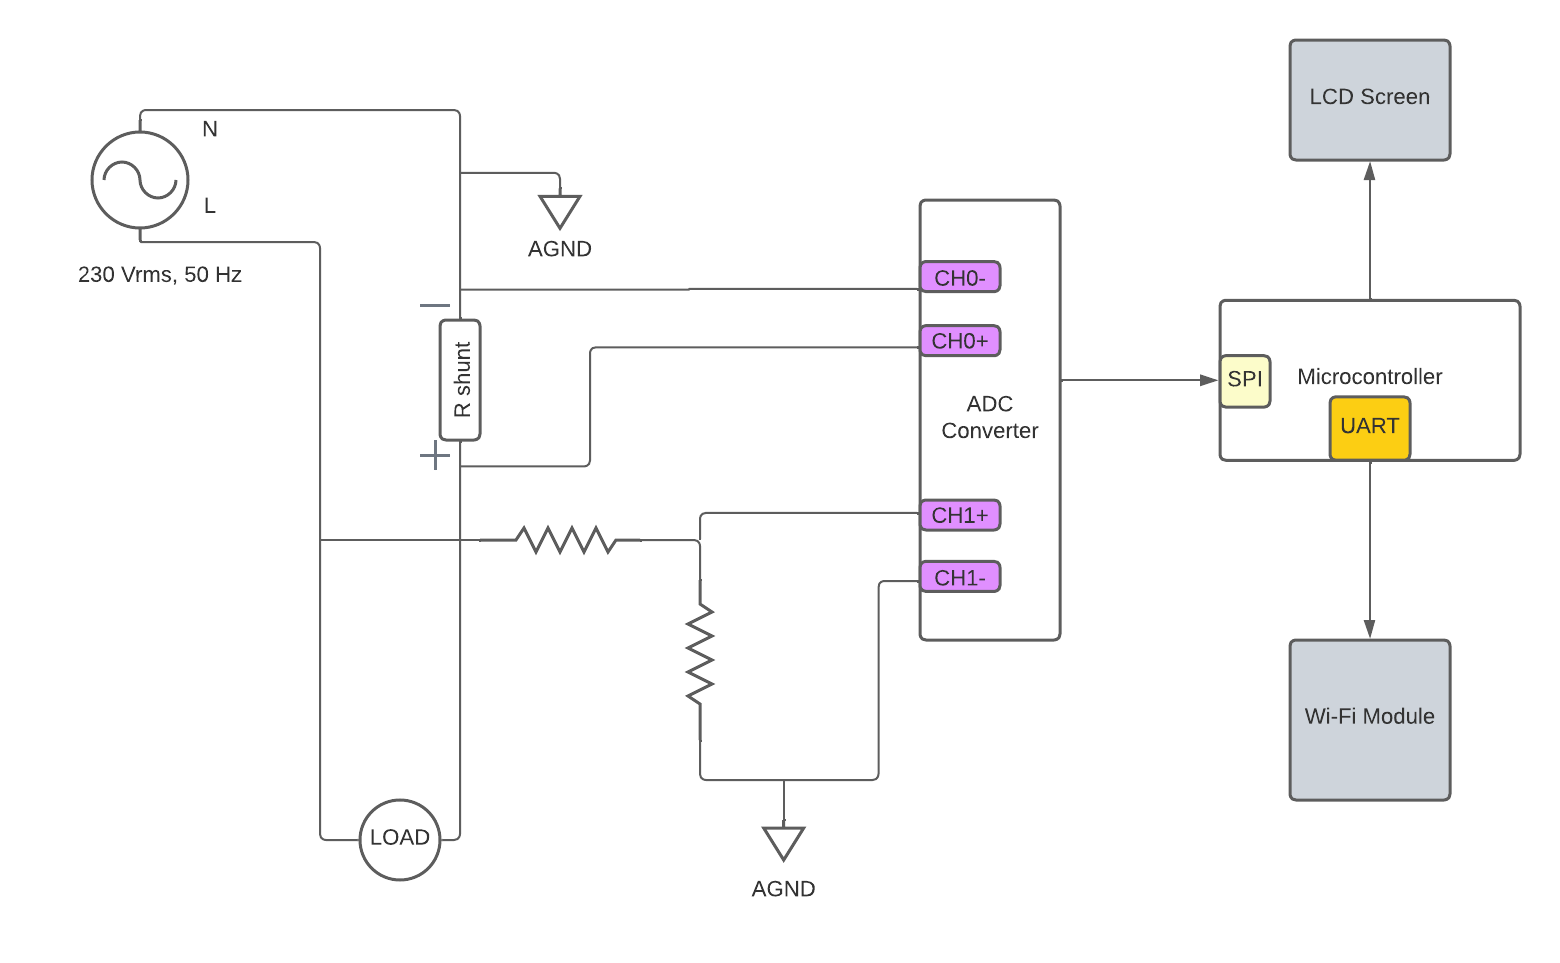 LCD Screen
N
L
230 Vrms, 50 Hz
AGND
CH0-
CH0+
R shunt
ADC
Converter
SPI
Microcontroller
UART
CH1+
CH1-
Wi-Fi Module
LOAD
AGND